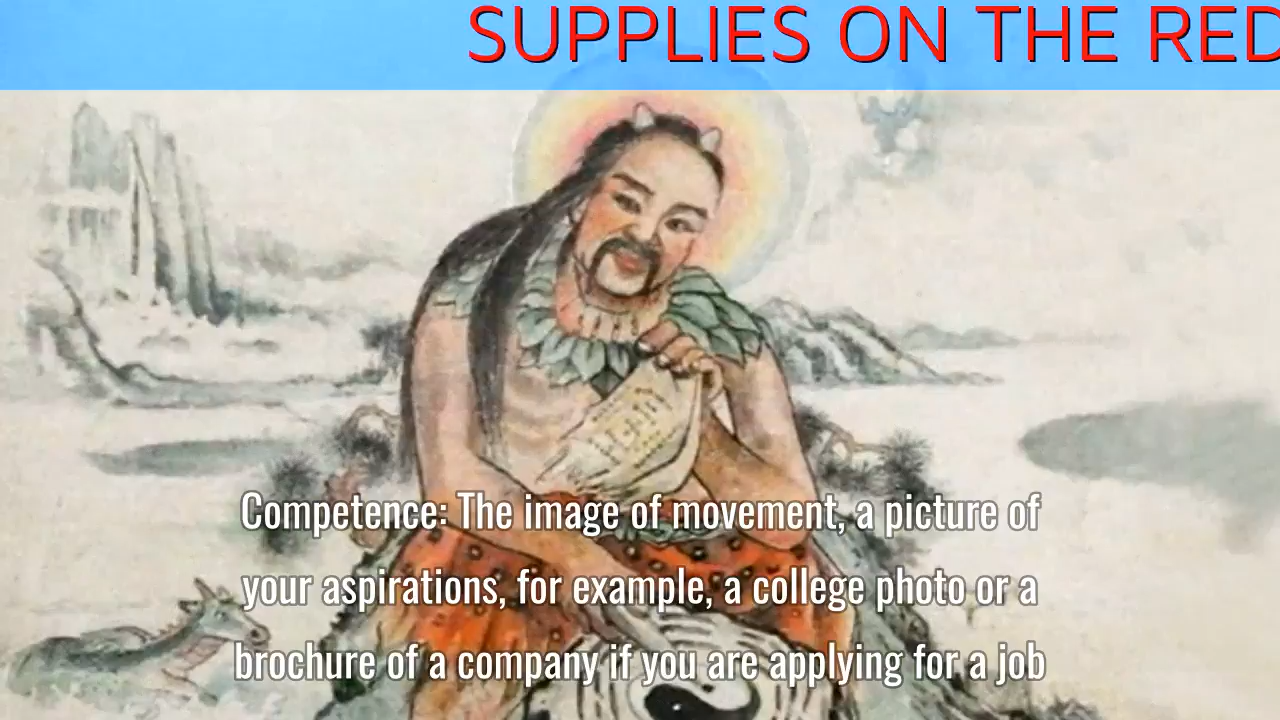 SUPPLIES ON THE RED
Competence: The image of movement, a picture of
your aspirations, for example, a college photo or a
brochure of a company if you are applying for a job